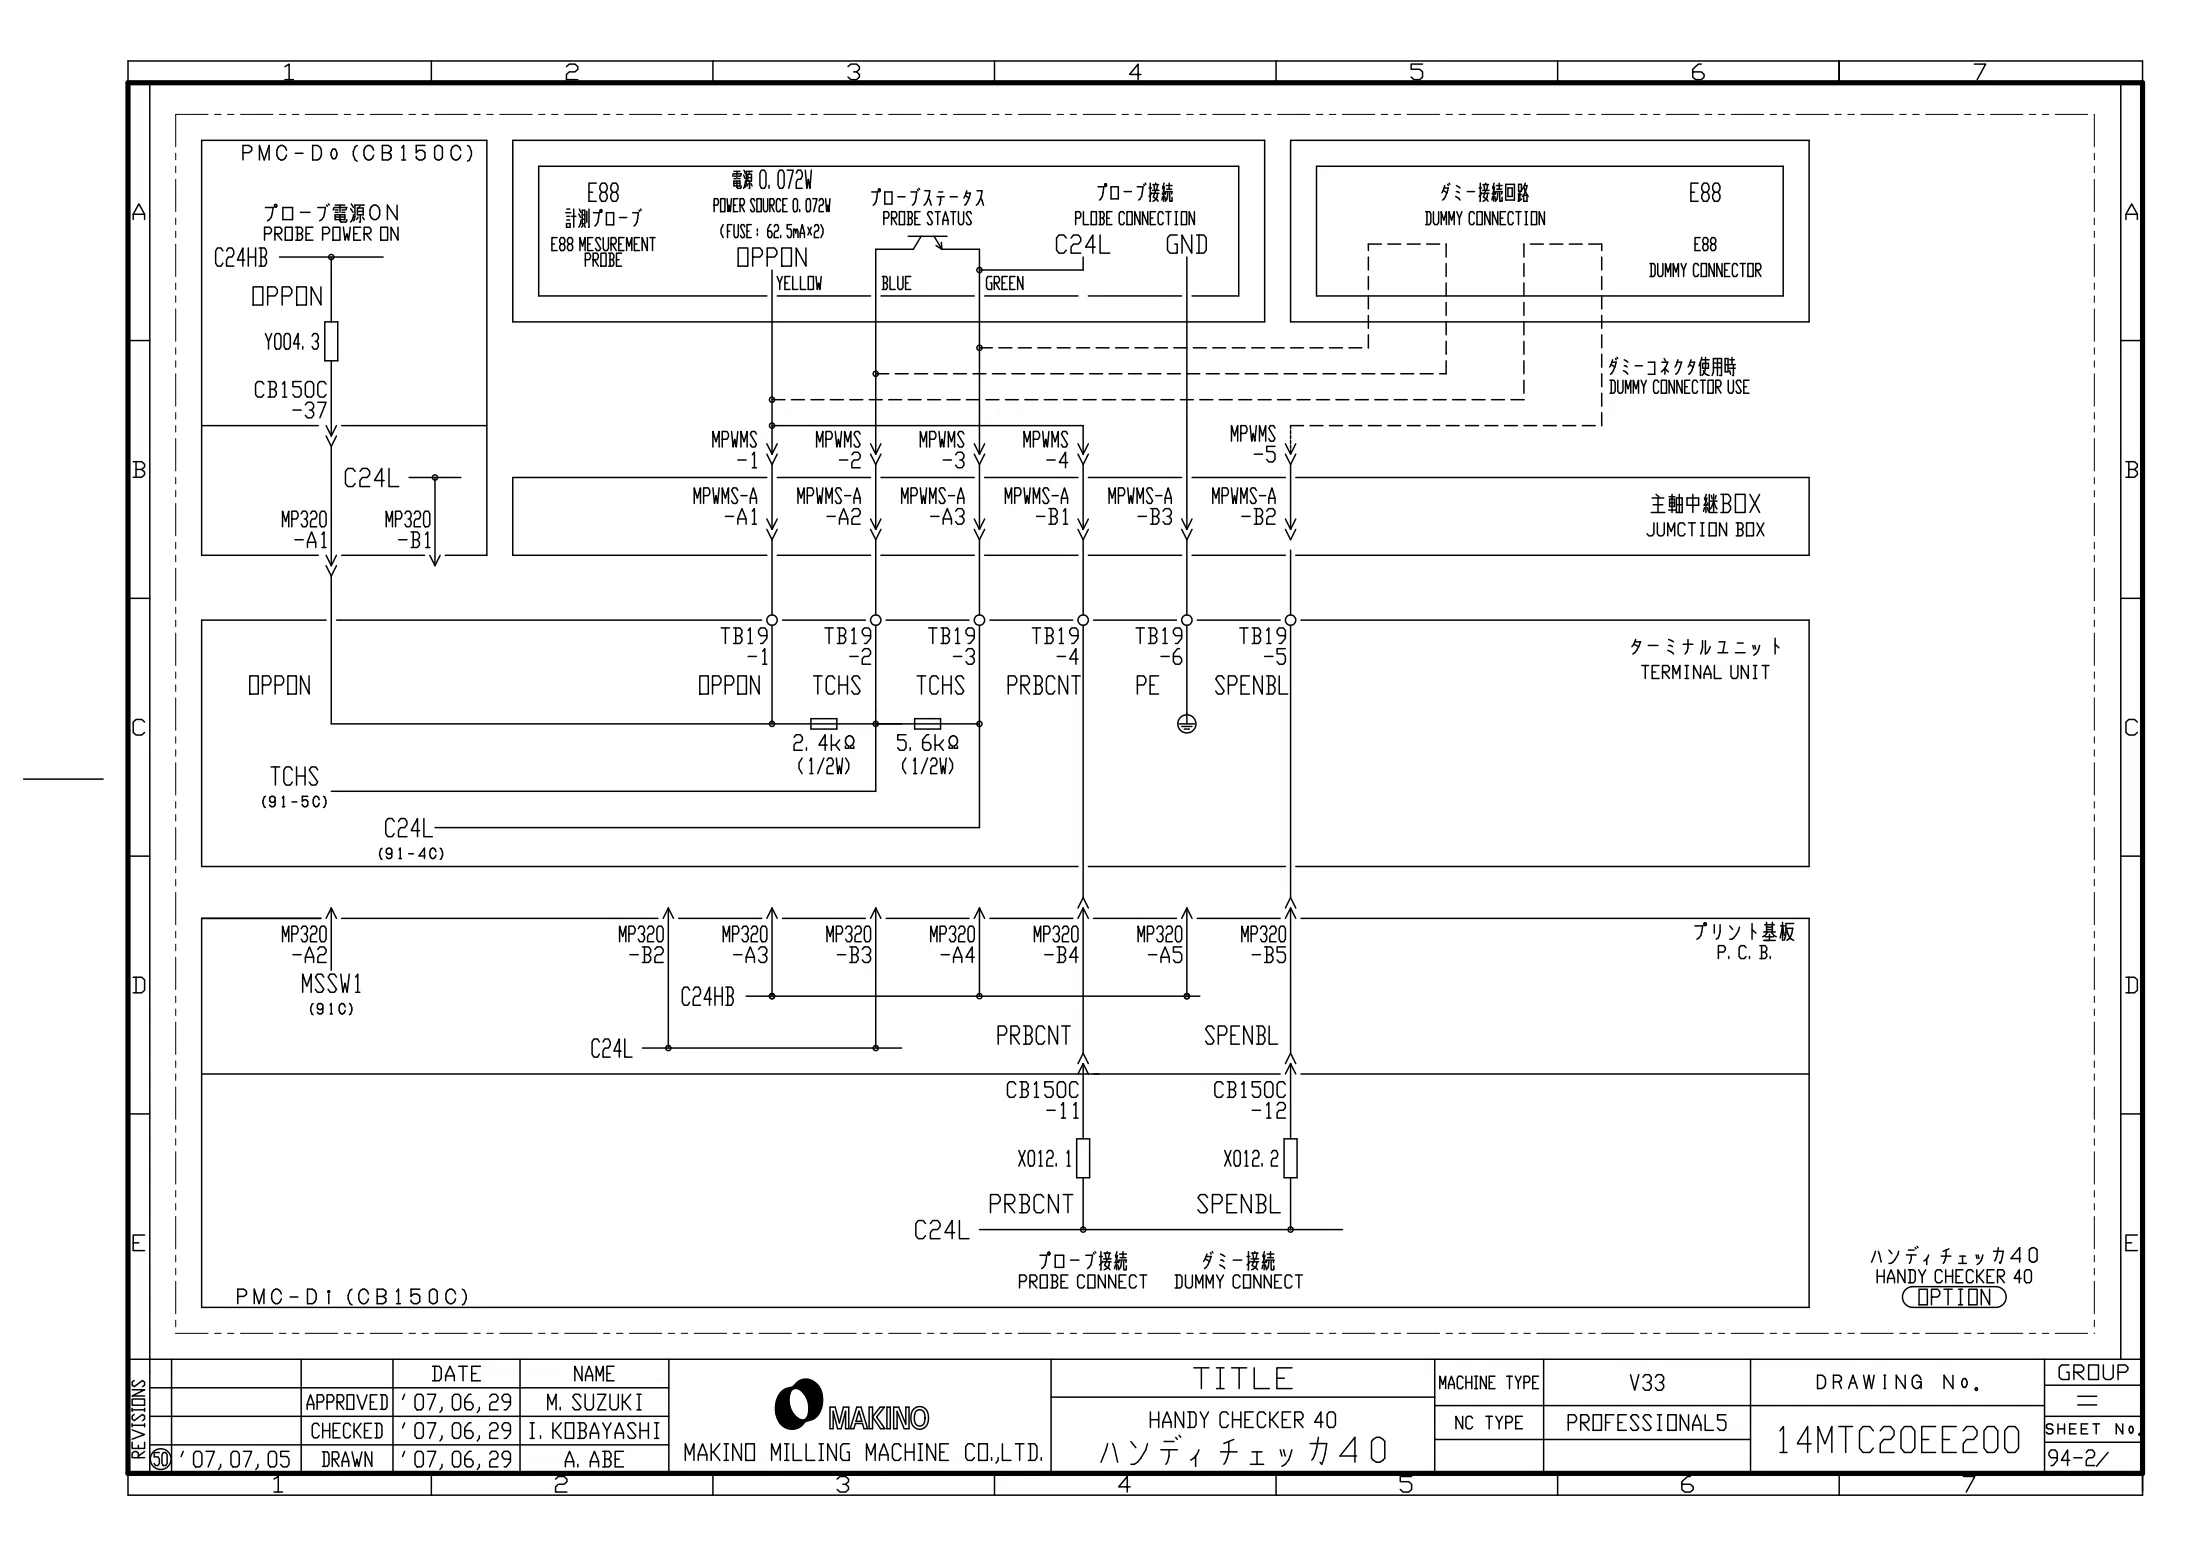 1 2 3 4 5 6 7
A
B
C
D
E
PMC-Do(CB150C)
プローブ電源ON
PROBE POWER ON
C24HB
OPPON
Y004.3
CB150C
-37
C24L
MP320
-A1
MP320
-B1
E88
計測プローブ
E88 MESUREMENT
PROBE
電源0.072W
POWER SOURCE 0.072W
(FUSE: 62.5mA×2)
OPPON
YELLOW
プローブステータス
PROBE STATUS
BLUE
GREEN
プローブ接続
PLOBE CONNECTION
C24L GND
ダミー接続回路
DUMMY CONNECTION
E88
E88
DUMMY CONNECTOR
ダミーコネクタ使用時
DUMMY CONNECTOR USE
MPWMS
-1
MPWMS
-2
MPWMS
-3
MPWMS
-4
MPWMS
-5
MPWMS-A
-A1
MPWMS-A
-A2
MPWMS-A
-A3
MPWMS-A
-B1
MPWMS-A
-B3
MPWMS-A
-B2
主軸中継BOX
JUMCTION BOX
TB19
-1
TB19
-2
TB19
-3
TB19
-4
TB19
-6
TB19
-5
ターミナルユニット
TERMINAL UNIT
OPPON
OPPON
TCHS
TCHS
PRBCNT
PE
SPENBL
2.4kΩ
(1/2W)
5.6kΩ
(1/2W)
TCHS
(91-5C)
C24L
(91-4C)
MP320
-A2
MSSW1
(91C)
MP320
-B2
MP320
-A3
MP320
-B3
MP320
-A4
MP320
-B4
MP320
-A5
MP320
-B5
プリント基板
P.C.B.
C24HB
C24L
PRBCNT
SPENBL
CB150C
-11
CB150C
-12
X012.1
X012.2
PRBCNT
SPENBL
C24L
プローブ接続
PROBE CONNECT
ダミー接続
DUMMY CONNECT
PMC-Di(CB150C)
ハンディチェッカ40
HANDY CHECKER 40
OPTION
A
B
C
D
E
REVISIONS
50 '07,07,05
DATE NAME
APPROVED '07,06,29 M. SUZUKI
CHECKED '07,06,29 I. KOBAYASHI
DRAWN '07,06,29 A. ABE
MAKINO
MAKINO MILLING MACHINE CO.,LTD.
TITLE
HANDY CHECKER 40
ハンディチェッカ40
MACHINE TYPE V33
NC TYPE PROFESSIONAL5
DRAWING No.
14MTC20EE200
GROUP
=
SHEET No.
94-2/
1 2 3 4 5 6 7